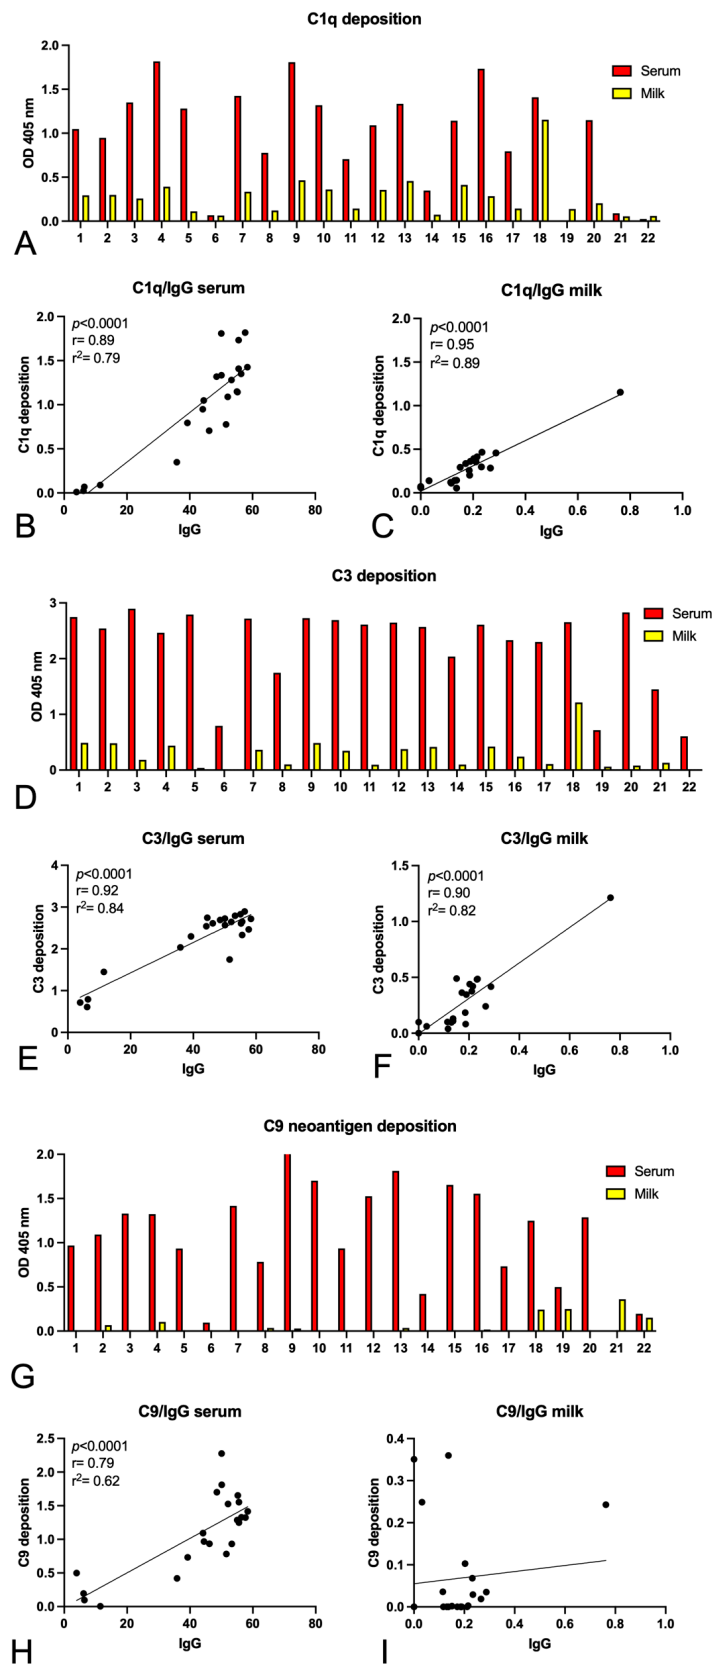 C1q deposition
2.0
1.5
1.0
0.5
0.0
OD 405 nm
Serum
Milk
1 2 3 4 5 6 7 8 9 10 11 12 13 14 15 16 17 18 19 20 21 22
A
C1q/IgG serum
p<0.0001
r= 0.89
r²= 0.79
2.0
1.5
1.0
0.5
0.0
C1q deposition
0 20 40 60 80
IgG
B
C1q/IgG milk
p<0.0001
r= 0.95
r²= 0.89
2.0
1.5
1.0
0.5
0.0
C1q deposition
0.0 0.2 0.4 0.6 0.8 1.0
IgG
C
C3 deposition
3
2
1
0
OD 405 nm
Serum
Milk
1 2 3 4 5 6 7 8 9 10 11 12 13 14 15 16 17 18 19 20 21 22
D
C3/IgG serum
p<0.0001
r= 0.92
r²= 0.84
4
3
2
1
0
C3 deposition
0 20 40 60 80
IgG
E
C3/IgG milk
p<0.0001
r= 0.90
r²= 0.82
1.5
1.0
0.5
0.0
C3 deposition
0.0 0.2 0.4 0.6 0.8 1.0
IgG
F
C9 neoantigen deposition
2.0
1.5
1.0
0.5
0.0
OD 405 nm
Serum
Milk
1 2 3 4 5 6 7 8 9 10 11 12 13 14 15 16 17 18 19 20 21 22
G
C9/IgG serum
p<0.0001
r= 0.79
r²= 0.62
2.5
2.0
1.5
1.0
0.5
0.0
C9 deposition
0 20 40 60 80
IgG
H
C9/IgG milk
0.4
0.3
0.2
0.1
0.0
C9 deposition
0.0 0.2 0.4 0.6 0.8 1.0
IgG
I